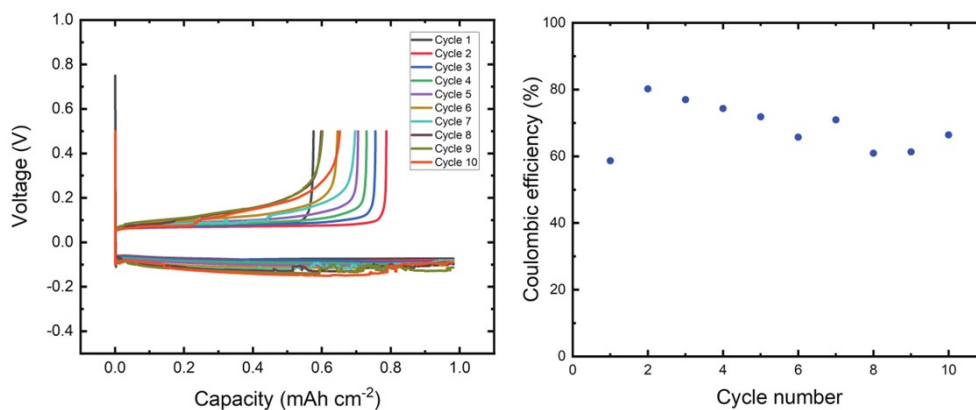 1.0
0.8
0.6
0.4
0.2
0.0
-0.2
-0.4
Voltage (V)
Cycle 1
Cycle 2
Cycle 3
Cycle 4
Cycle 5
Cycle 6
Cycle 7
Cycle 8
Cycle 9
Cycle 10
0.0 0.2 0.4 0.6 0.8 1.0
Capacity (mAh cm⁻²)
100
80
60
40
20
0
Coulombic efficiency (%)
0 2 4 6 8 10
Cycle number